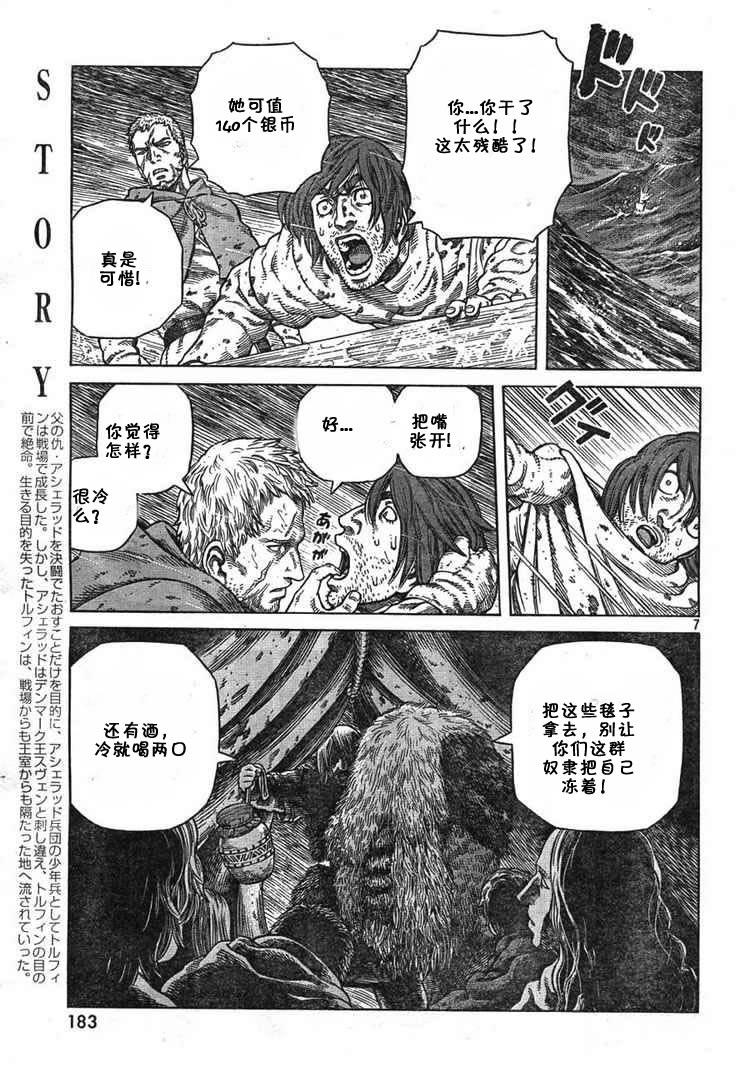 ドドド
你...你干了
什么！！
这太残酷了！
她可值
140个银币
真是
可惜！
グイ
把嘴
张开！
好...
あががが
你觉得
怎样？
很冷
么？
7
把这些毯子
拿去，别让
你们这群
奴隶把自己
冻着！
还有酒，
冷就喝两口
STORY
父の仇・アシェラッドを決闘でたおすことだけを目的に、アシェラッド兵団の少年兵としてトルフィ
ンは戦場で成長した。しかし、アシェラッドはデンマーク王スヴェンと刺し違え、トルフィンの目の
前で絶命。生きる目的を失ったトルフィンは、戦場からも王室からも隔たった地へ流されていった。
183